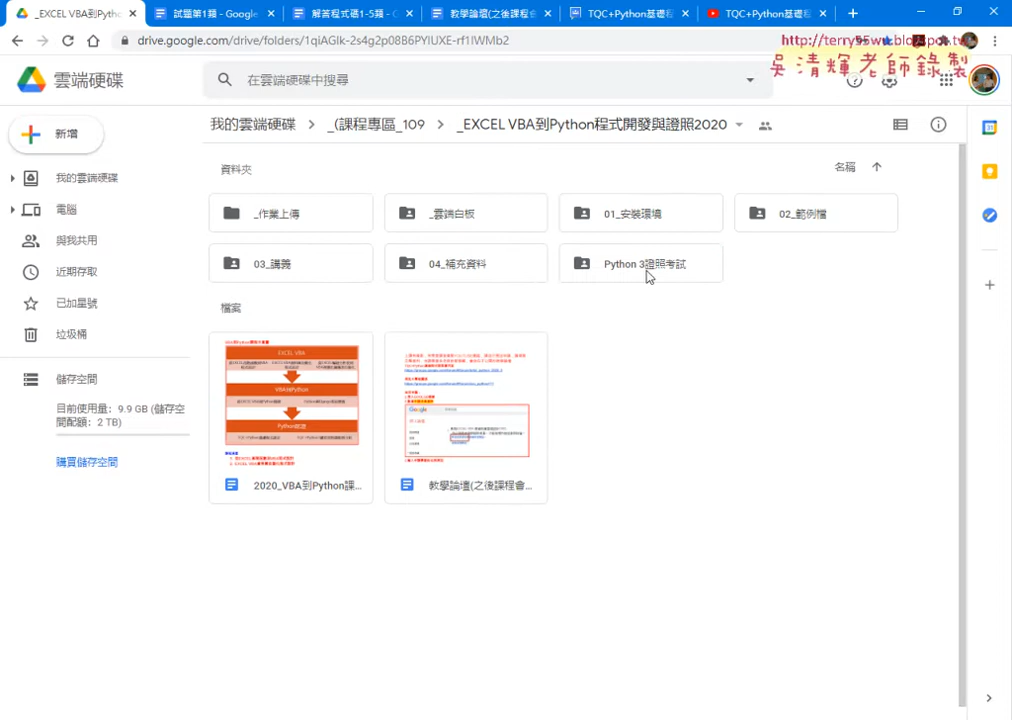 _EXCEL VBA到Pytho
試題第1類 - Google
解答程式碼1-5類 - G
教學論壇(之後課程會
TQC+Python基礎程
TQC+Python基礎程
drive.google.com/drive/folders/1qiAGIk-2s4g2p08B6PYIUXE-rf1IWMb2
吳清輝老師錄製
雲端硬碟
在雲端硬碟中搜尋
新增
我的雲端硬碟
_(課程專區_109
_EXCEL VBA到Python程式開發與證照2020
資料夾
名稱
我的雲端硬碟
電腦
與我共用
近期存取
已加星號
垃圾桶
儲存空間
目前使用量：9.9 GB (儲存空
間配額：2 TB)
購買儲存空間
_作業上傳
_雲端白板
01_安裝環境
02_範例檔
03_講義
04_補充資料
Python 3證照考試
檔案
EXCEL VBA
VBA到Python
Google
2020_VBA到Python課...
教學論壇(之後課程會...